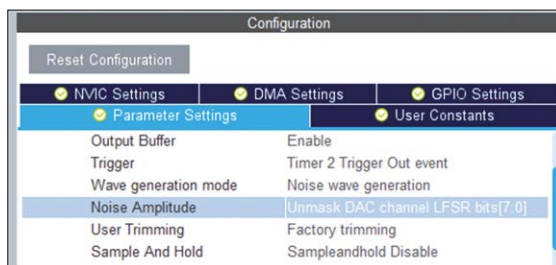 Configuration
Reset Configuration
NVIC Settings DMA Settings GPIO Settings
Parameter Settings User Constants
Output Buffer Enable
Trigger Timer 2 Trigger Out event
Wave generation mode Noise wave generation
Noise Amplitude Unmask DAC channel LFSR bits[7:0]
User Trimming Factory trimming
Sample And Hold Sampleandhold Disable